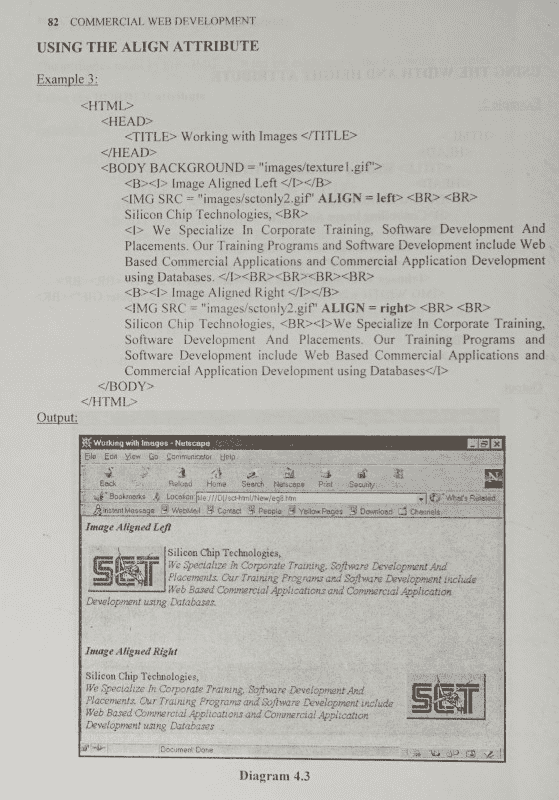 82 COMMERCIAL WEB DEVELOPMENT
USING THE ALIGN ATTRIBUTE
Example 3:
<HTML>
<HEAD>
<TITLE> Working with Images </TITLE>
</HEAD>
<BODY BACKGROUND = "images/texture1.gif">
<B><I> Image Aligned Left </I></B>
<IMG SRC = "images/sctonly2.gif" ALIGN = left> <BR> <BR>
Silicon Chip Technologies, <BR>
<I> We Specialize In Corporate Training, Software Development And
Placements. Our Training Programs and Software Development include Web
Based Commercial Applications and Commercial Application Development
using Databases. </I><BR><BR><BR><BR>
<B><I> Image Aligned Right </I></B>
<IMG SRC = "images/sctonly2.gif" ALIGN = right> <BR> <BR>
Silicon Chip Technologies, <BR><I>We Specialize In Corporate Training,
Software Development And Placements. Our Training Programs and
Software Development include Web Based Commercial Applications and
Commercial Application Development using Databases</I>
</BODY>
</HTML>
Output:
Working with Images - Netscape
File Edit View Go Communicator Help
Back Reload Home Search Netscape Print Security
Bookmarks Location: What's Related
Instant Message WebMail Contact People Yellow Pages Download Channels
Image Aligned Left
Silicon Chip Technologies,
We Specialize In Corporate Training, Software Development And
Placements. Our Training Programs and Software Development include
Web Based Commercial Applications and Commercial Application
Development using Databases.
Image Aligned Right
Silicon Chip Technologies,
We Specialize In Corporate Training, Software Development And
Placements. Our Training Programs and Software Development include
Web Based Commercial Applications and Commercial Application
Development using Databases
Document Done
Diagram 4.3